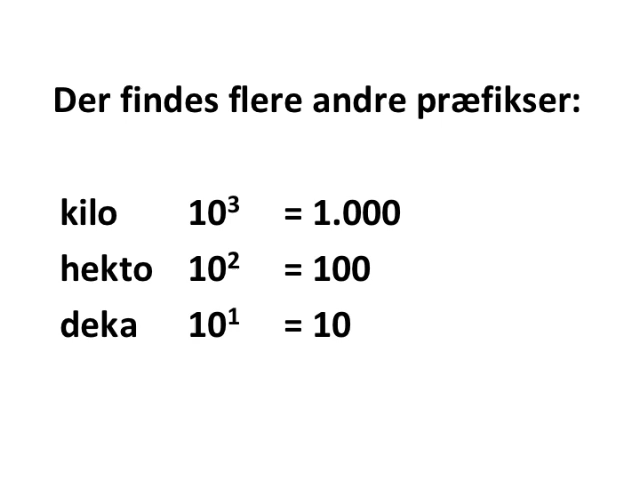 Der findes flere andre præfikser:
kilo 10³ = 1.000
hekto 10² = 100
deka 10¹ = 10